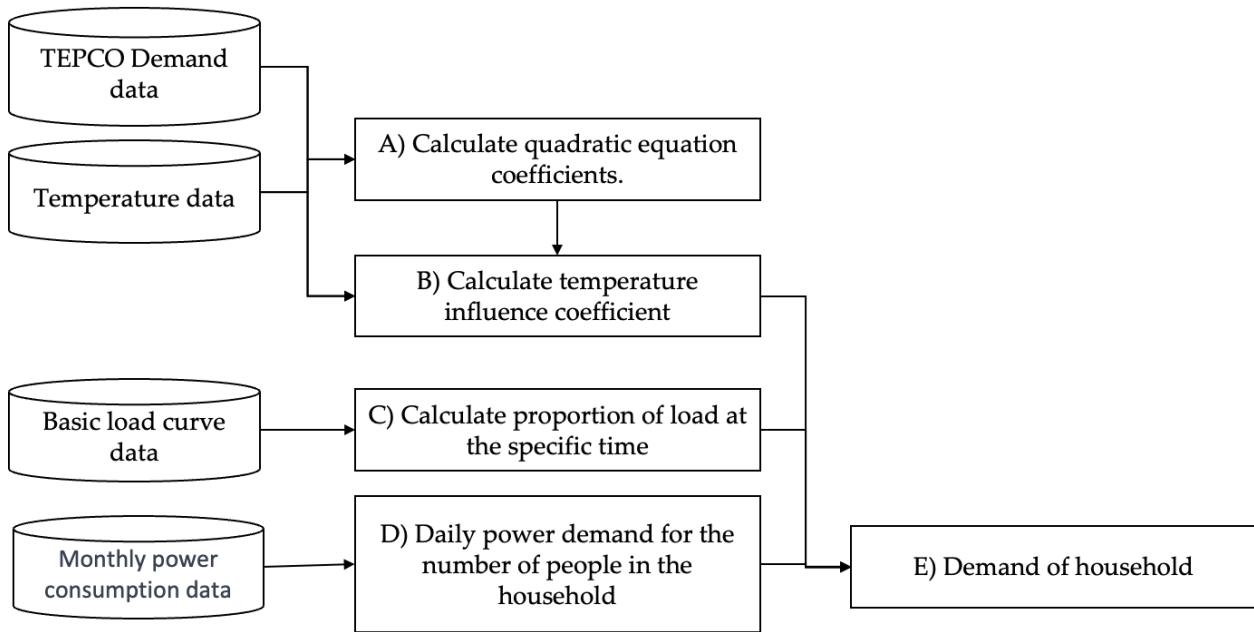 TEPCO Demand
data
Temperature data
A) Calculate quadratic equation
coefficients.
B) Calculate temperature
influence coefficient
Basic load curve
data
C) Calculate proportion of load at
the specific time
Monthly power
consumption data
D) Daily power demand for the
number of people in the
household
E) Demand of household